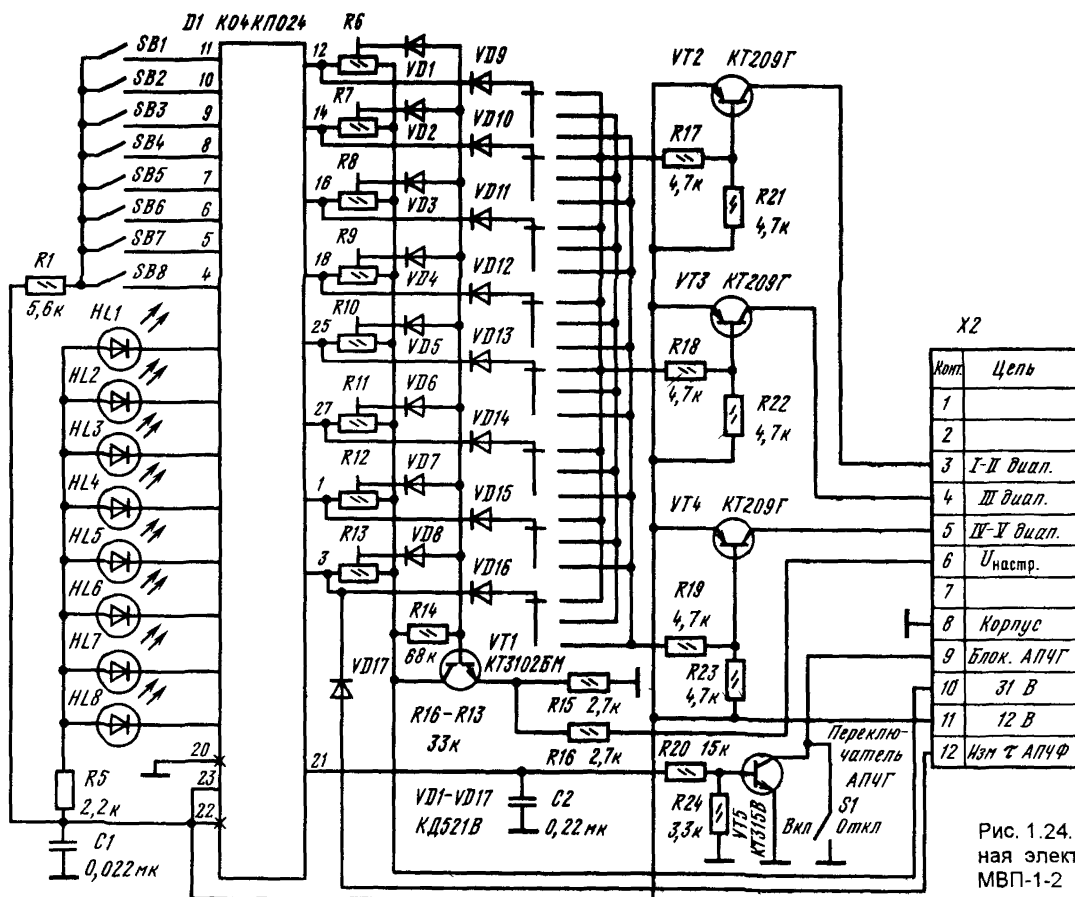 D1 К04КП024
SB1
SB2
SB3
SB4
SB5
SB6
SB7
SB8
11
10
9
8
7
6
5
4
R1
5,6к
HL1
HL2
HL3
HL4
HL5
HL6
HL7
HL8
20
23
22
R5
2,2к
C1
0,022мк
12
14
16
18
25
27
1
3
21
R6
R7
R8
R9
R10
R11
R12
R13
VD1
VD2
VD3
VD4
VD5
VD6
VD7
VD8
VD9
VD10
VD11
VD12
VD13
VD14
VD15
VD16
R14
68к
VD17
VT1
КТ3102БМ
R16-R13
33к
R15 2,7к
R16 2,7к
VD1-VD17
КД521В
C2
0,22мк
VT2 КТ209Г
R17
4,7к
R21
4,7к
VT3 КТ209Г
R18
4,7к
R22
4,7к
VT4 КТ209Г
R19
4,7к
R23
4,7к
R20 15к
R24
3,3к
VT5
КТ315В
Переклю-
чатель
АПЧГ
S1
Вкл Откл
X2
Конт. Цепь
1
2
3 I-II диап.
4 III диап.
5 IV-V диап.
6 Uнастр.
7
8 Корпус
9 Блок. АПЧГ
10 31 В
11 12 В
12 Изм τ АПЧФ
Рис. 1.24.
ная элект
МВП-1-2